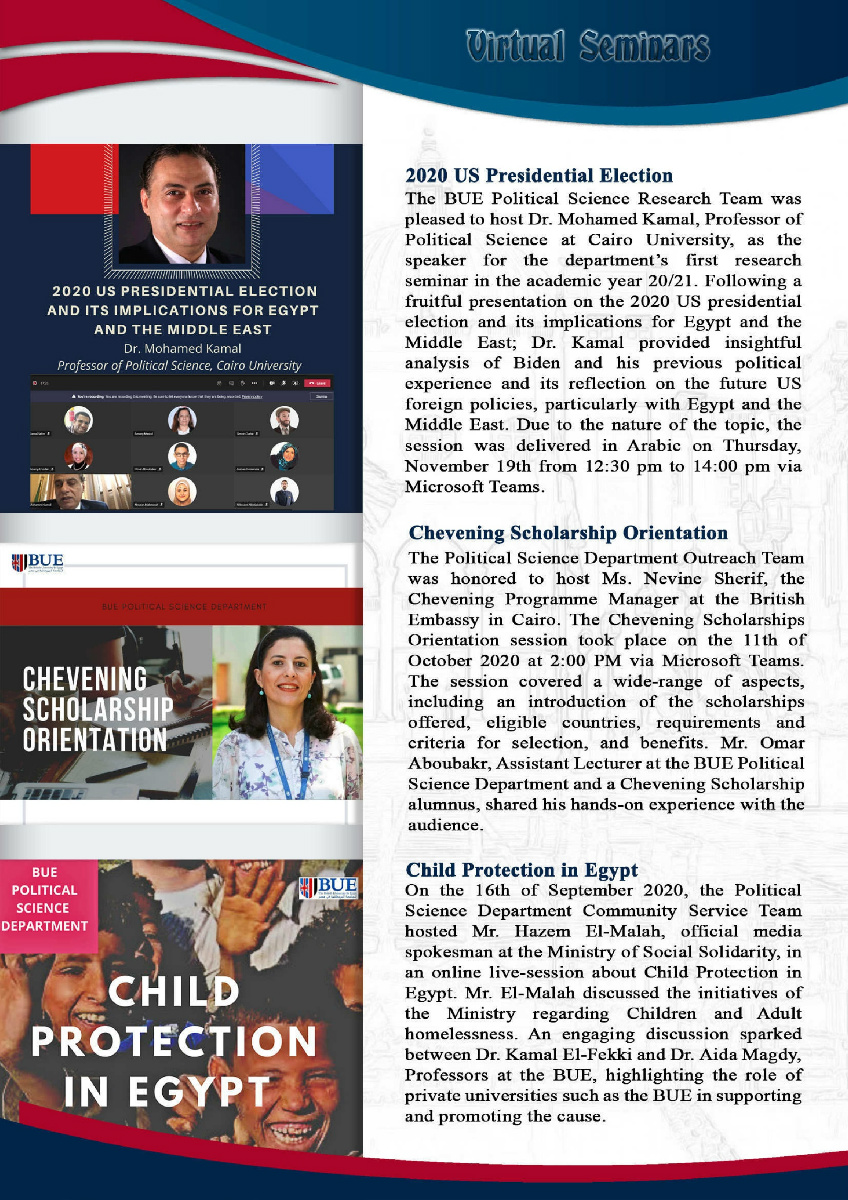 Virtual Seminars
2020 US PRESIDENTIAL ELECTION
AND ITS IMPLICATIONS FOR EGYPT
AND THE MIDDLE EAST
Dr. Mohamed Kamal
Professor of Political Science, Cairo University
BUE
BUE POLITICAL SCIENCE DEPARTMENT
CHEVENING
SCHOLARSHIP
ORIENTATION
BUE
POLITICAL
SCIENCE
DEPARTMENT
BUE
CHILD
PROTECTION
IN EGYPT
2020 US Presidential Election
The BUE Political Science Research Team was
pleased to host Dr. Mohamed Kamal, Professor of
Political Science at Cairo University, as the
speaker for the department's first research
seminar in the academic year 20/21. Following a
fruitful presentation on the 2020 US presidential
election and its implications for Egypt and the
Middle East; Dr. Kamal provided insightful
analysis of Biden and his previous political
experience and its reflection on the future US
foreign policies, particularly with Egypt and the
Middle East. Due to the nature of the topic, the
session was delivered in Arabic on Thursday,
November 19th from 12:30 pm to 14:00 pm via
Microsoft Teams.
Chevening Scholarship Orientation
The Political Science Department Outreach Team
was honored to host Ms. Nevine Sherif, the
Chevening Programme Manager at the British
Embassy in Cairo. The Chevening Scholarships
Orientation session took place on the 11th of
October 2020 at 2:00 PM via Microsoft Teams.
The session covered a wide-range of aspects,
including an introduction of the scholarships
offered, eligible countries, requirements and
criteria for selection, and benefits. Mr. Omar
Aboubakr, Assistant Lecturer at the BUE Political
Science Department and a Chevening Scholarship
alumnus, shared his hands-on experience with the
audience.
Child Protection in Egypt
On the 16th of September 2020, the Political
Science Department Community Service Team
hosted Mr. Hazem El-Malah, official media
spokesman at the Ministry of Social Solidarity, in
an online live-session about Child Protection in
Egypt. Mr. El-Malah discussed the initiatives of
the Ministry regarding Children and Adult
homelessness. An engaging discussion sparked
between Dr. Kamal El-Fekki and Dr. Aida Magdy,
Professors at the BUE, highlighting the role of
private universities such as the BUE in supporting
and promoting the cause.